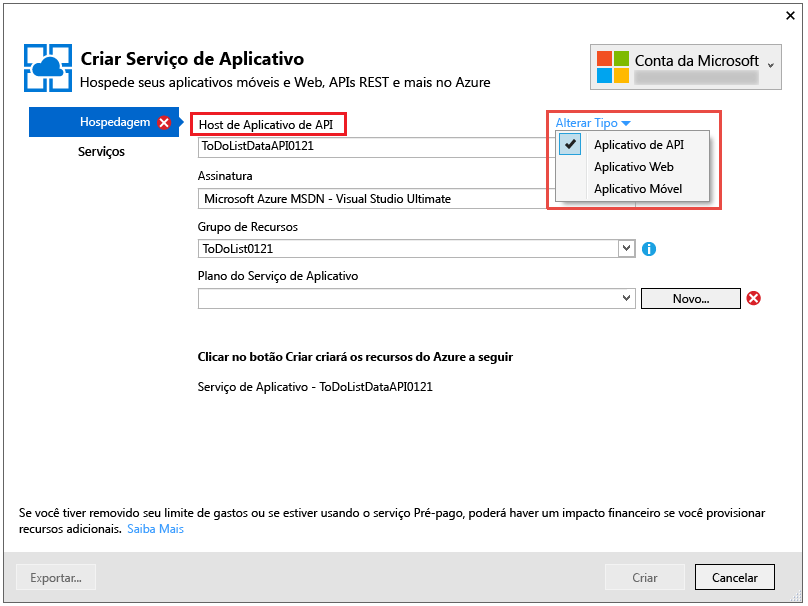 Criar Serviço de Aplicativo
Hospede seus aplicativos móveis e Web, APIs REST e mais no Azure
Conta da Microsoft
Hospedagem
Serviços
Host de Aplicativo de API
Alterar Tipo
ToDoListDataAPI0121
Aplicativo de API
Aplicativo Web
Aplicativo Móvel
Assinatura
Microsoft Azure MSDN - Visual Studio Ultimate
Grupo de Recursos
ToDoList0121
Plano do Serviço de Aplicativo
Novo...
Clicar no botão Criar criará os recursos do Azure a seguir
Serviço de Aplicativo - ToDoListDataAPI0121
Se você tiver removido seu limite de gastos ou se estiver usando o serviço Pré-pago, poderá haver um impacto financeiro se você provisionar
recursos adicionais. Saiba Mais
Exportar...
Criar
Cancelar